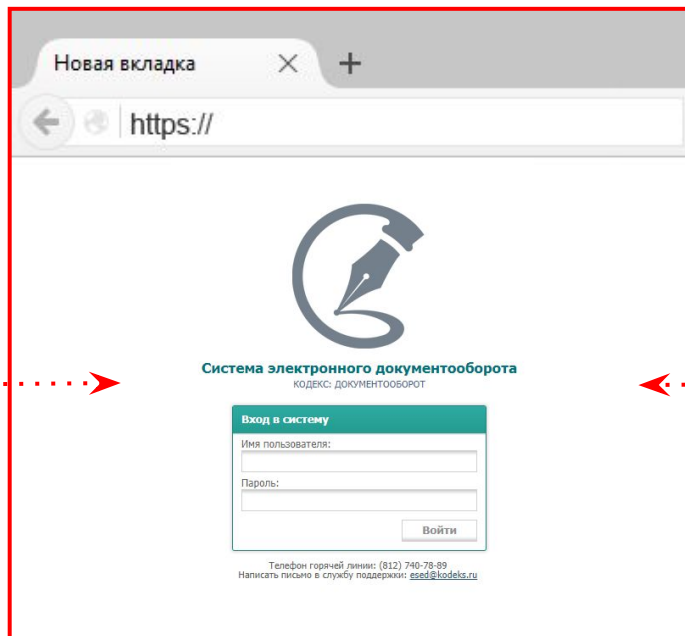 Новая вкладка
https://
Система электронного документооборота
КОДЕКС: ДОКУМЕНТООБОРОТ
Вход в систему
Имя пользователя:
Пароль:
Войти
Телефон горячей линии: (812) 740-78-89
Написать письмо в службу поддержки: esed@kodeks.ru